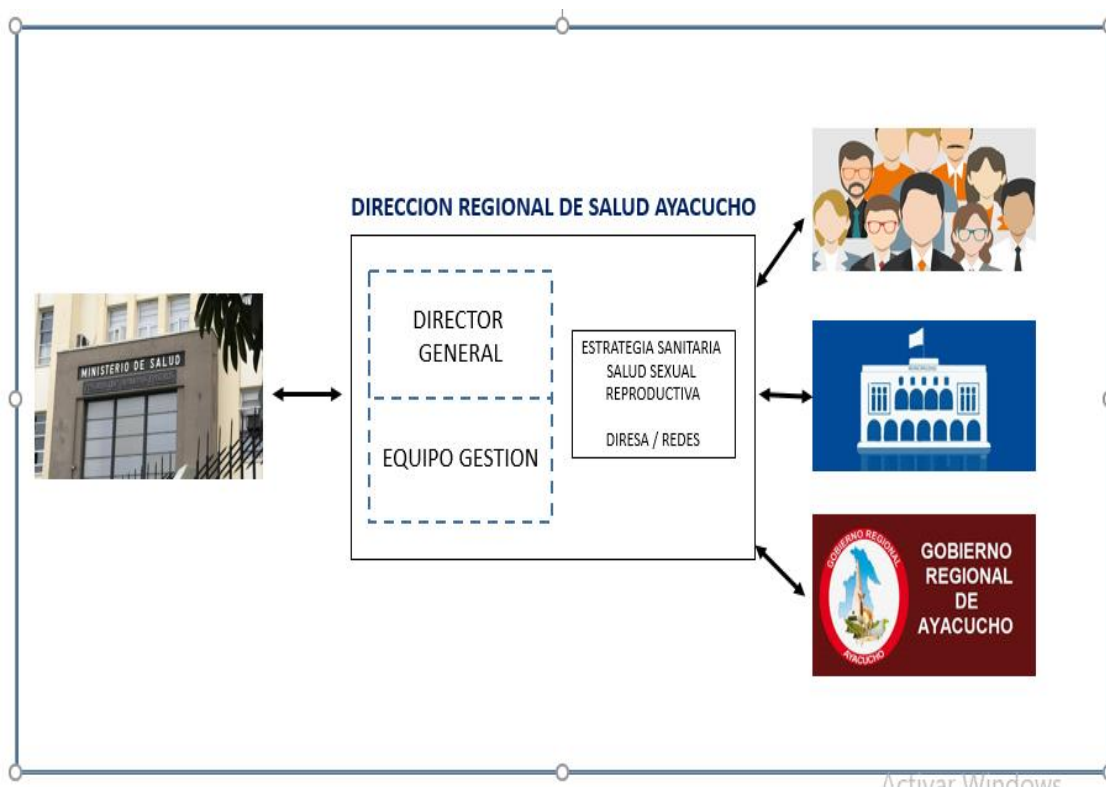 DIRECCION REGIONAL DE SALUD AYACUCHO
MINISTERIO DE SALUD
DIRECTOR
GENERAL
EQUIPO GESTION
ESTRATEGIA SANITARIA
SALUD SEXUAL
REPRODUCTIVA
DIRESA / REDES
GOBIERNO REGIONAL
AYACUCHO
GOBIERNO
REGIONAL
DE
AYACUCHO
Activar Windows